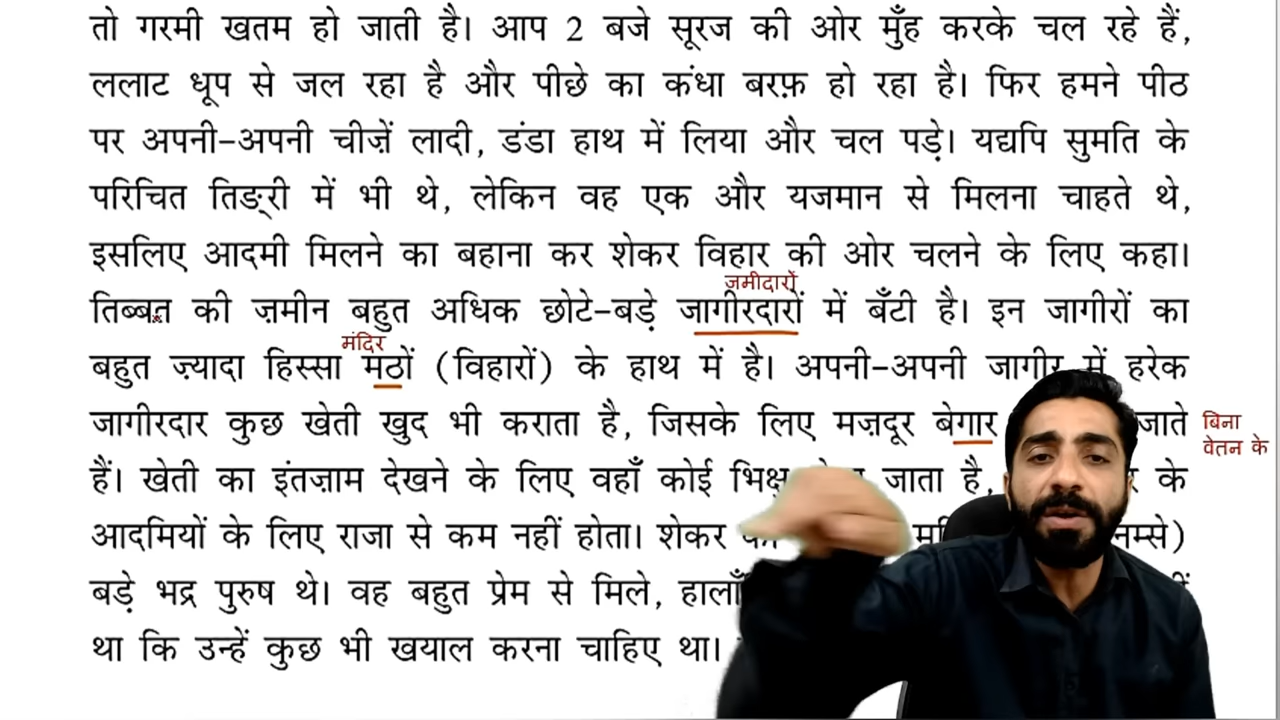 तो गरमी खतम हो जाती है। आप 2 बजे सूरज की ओर मुँह करके चल रहे हैं,
ललाट धूप से जल रहा है और पीछे का कंधा बरफ़ हो रहा है। फिर हमने पीठ
पर अपनी-अपनी चीज़ें लादी, डंडा हाथ में लिया और चल पड़े। यद्यपि सुमति के
परिचित तिङ्री में भी थे, लेकिन वह एक और यजमान से मिलना चाहते थे,
इसलिए आदमी मिलने का बहाना कर शेकर विहार की ओर चलने के लिए कहा।
जमीदारों
तिब्बत की ज़मीन बहुत अधिक छोटे-बड़े जागीरदारों में बँटी है। इन जागीरों का
मंदिर
बहुत ज़्यादा हिस्सा मठों (विहारों) के हाथ में है। अपनी-अपनी जागीर में हरेक
जागीरदार कुछ खेती खुद भी कराता है, जिसके लिए मज़दूर बेगार जाते
बिना
वेतन के
हैं। खेती का इंतज़ाम देखने के लिए वहाँ कोई जाता है, के
आदमियों के लिए राजा से कम नहीं होता। शेकर
बड़े भद्र पुरुष थे। वह बहुत प्रेम से मिले,
था कि उन्हें कुछ भी खयाल करना चाहिए था।